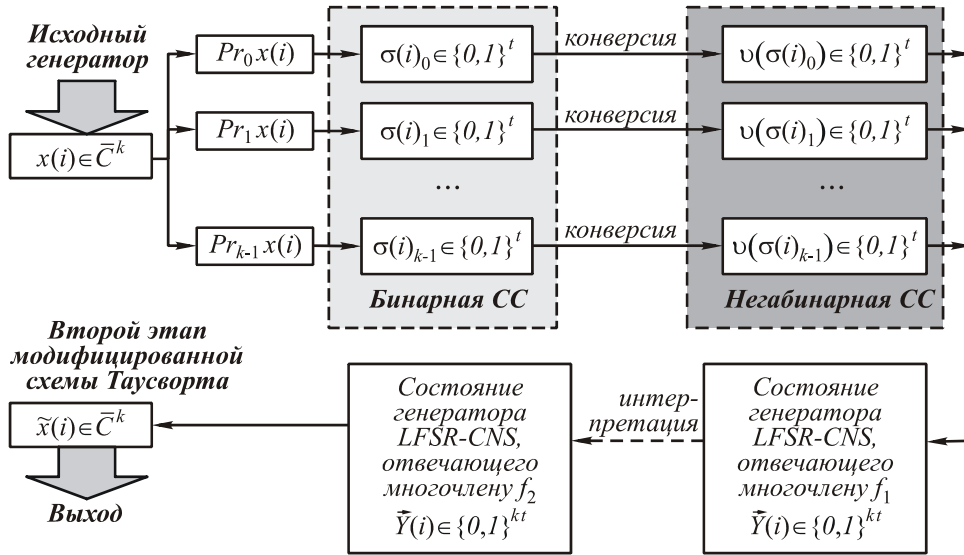 Исходный
генератор
x(i)∈C̄ᵏ
Pr₀x(i)
Pr₁x(i)
Prₖ₋₁x(i)
σ(i)₀∈{0,1}ᵗ
σ(i)₁∈{0,1}ᵗ
...
σ(i)ₖ₋₁∈{0,1}ᵗ
Бинарная СС
конверсия
конверсия
конверсия
υ(σ(i)₀)∈{0,1}ᵗ
υ(σ(i)₁)∈{0,1}ᵗ
...
υ(σ(i)ₖ₋₁)∈{0,1}ᵗ
Негабинарная СС
Состояние
генератора
LFSR-CNS,
отвечающего
многочлену f₁
Y⃗(i)∈{0,1}ᵏᵗ
интер-
претация
Состояние
генератора
LFSR-CNS,
отвечающего
многочлену f₂
Y⃗(i)∈{0,1}ᵏᵗ
Второй этап
модифицированной
схемы Таусворта
x̃(i)∈C̄ᵏ
Выход